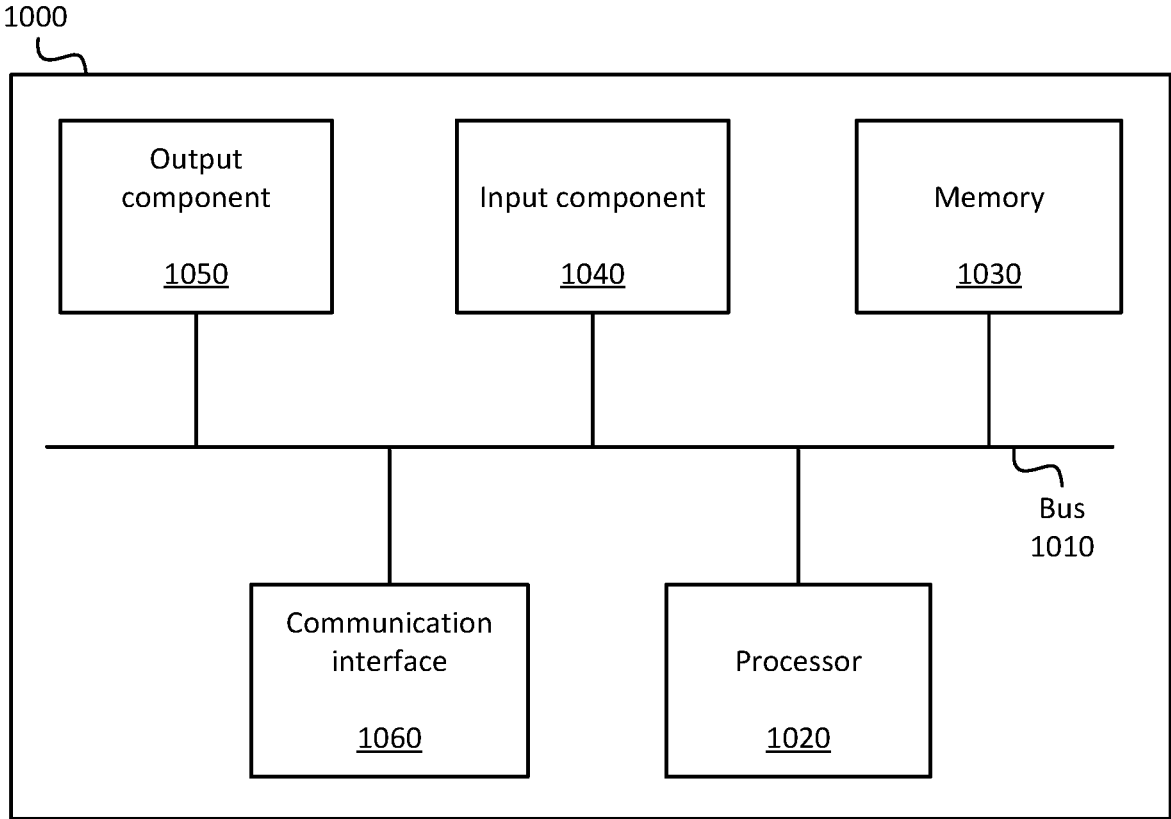 1000
Output
component
1050
Input component
1040
Memory
1030
Bus
1010
Communication
interface
1060
Processor
1020